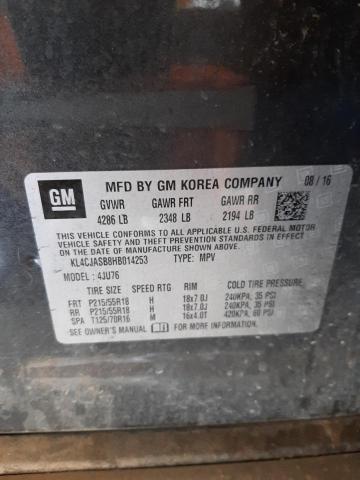 GM
MFD BY GM KOREA COMPANY 08/16
GVWR GAWR FRT GAWR RR
4286 LB 2348 LB 2194 LB
THIS VEHICLE CONFORMS TO ALL APPLICABLE U.S. FEDERAL MOTOR
VEHICLE SAFETY, BUMPER, AND THEFT PREVENTION STANDARDS IN EFFECT ON THE DATE
OF MANUFACTURE SHOWN ABOVE.
KL4CJASB8HB014253 TYPE: MPV
MODEL: 4JU76
TIRE SIZE SPEED RTG RIM COLD TIRE PRESSURE
FRT P215/55R18 H 18x7.0J 240KPA, 35 PSI
RR P215/55R18 H 18x7.0J 240KPA, 35 PSI
SPA T125/70R16 M 16x4.0T 420KPA, 60 PSI
SEE OWNER'S MANUAL FOR MORE INFORMATION.